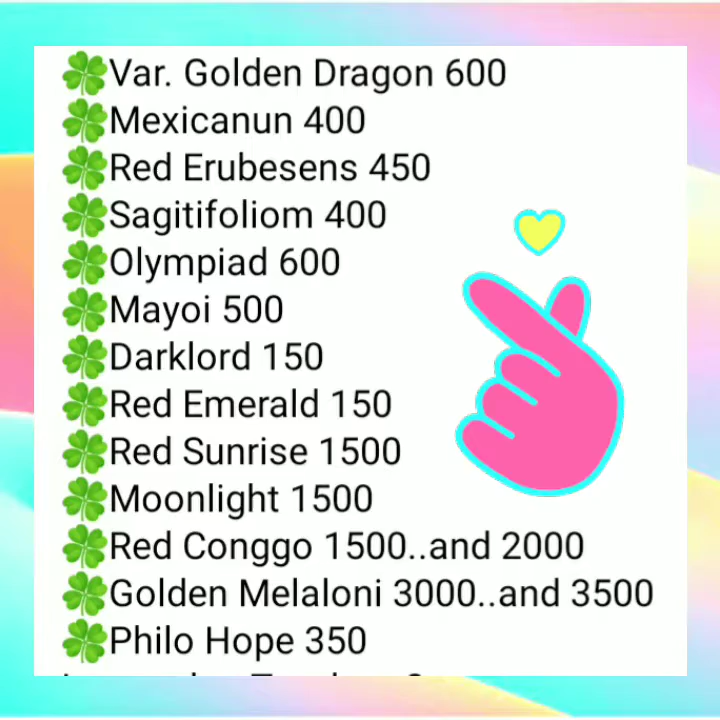 🍀Var. Golden Dragon 600
🍀Mexicanun 400
🍀Red Erubesens 450
🍀Sagitifoliom 400
🍀Olympiad 600
🍀Mayoi 500
🍀Darklord 150
🍀Red Emerald 150
🍀Red Sunrise 1500
🍀Moonlight 1500
🍀Red Conggo 1500..and 2000
🍀Golden Melaloni 3000..and 3500
🍀Philo Hope 350